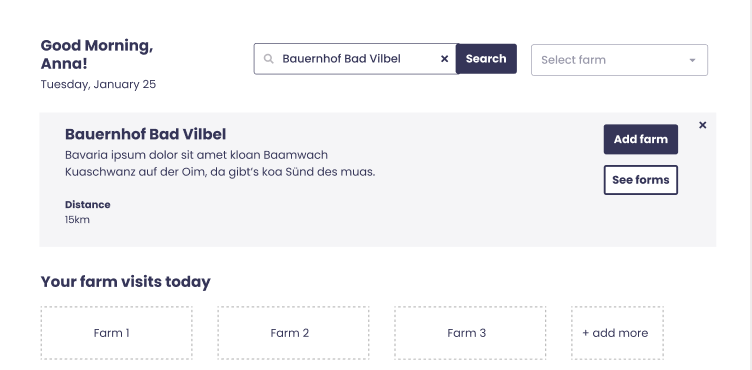 Good Morning,
Anna!
Tuesday, January 25
Bauernhof Bad Vilbel
Search
Select farm
Bauernhof Bad Vilbel
Bavaria ipsum dolor sit amet kloan Baamwach
Kuaschwanz auf der Oim, da gibt's koa Sünd des muas.
Distance
15km
Add farm
See forms
Your farm visits today
Farm 1
Farm 2
Farm 3
+ add more